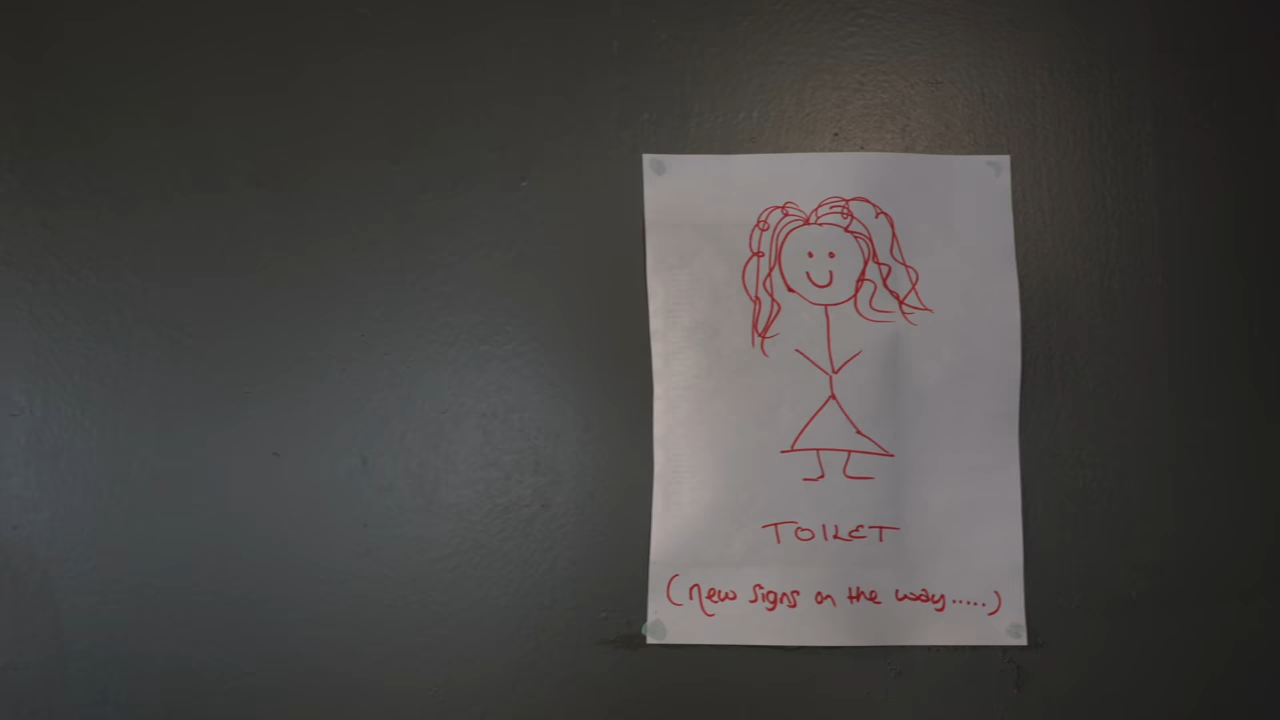 TOILET
(New signs on the way.....)